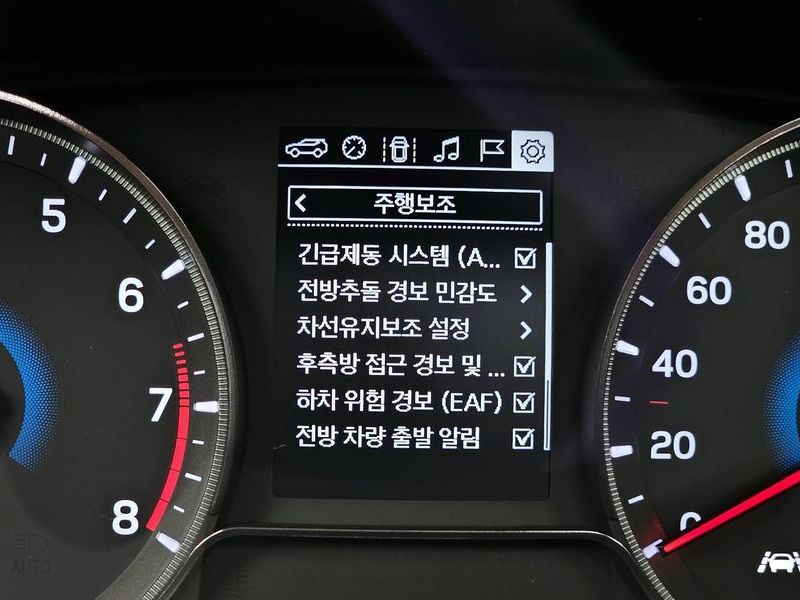 주행보조
긴급제동 시스템 (A...
전방추돌 경보 민감도
차선유지보조 설정
후측방 접근 경보 및 ...
하차 위험 경보 (EAF)
전방 차량 출발 알림
5
6
7
8
80
60
40
20
0
AUTO